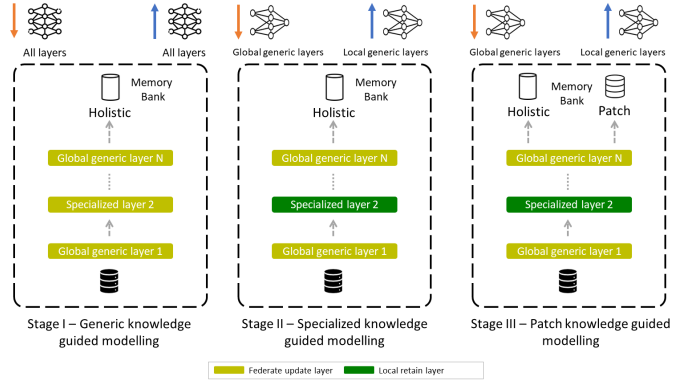 All layers
All layers
Memory
Bank
Holistic
Global generic layer N
Specialized layer 2
Global generic layer 1
Stage I – Generic knowledge
guided modelling
Global generic layers
Local generic layers
Memory
Bank
Holistic
Global generic layer N
Specialized layer 2
Global generic layer 1
Stage II – Specialized knowledge
guided modelling
Global generic layers
Local generic layers
Memory
Bank
Holistic
Patch
Global generic layer N
Specialized layer 2
Global generic layer 1
Stage III – Patch knowledge guided
modelling
Federate update layer
Local retain layer